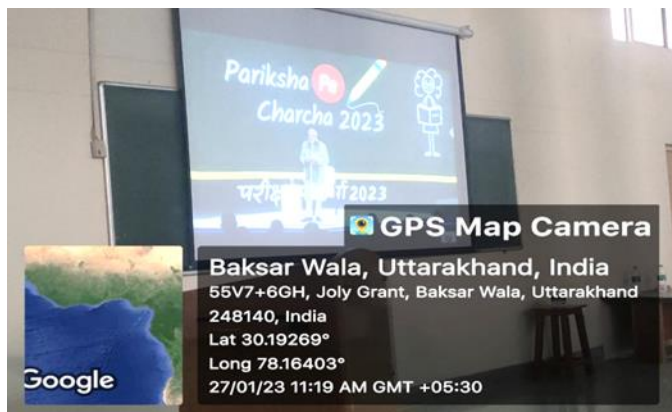 Pariksha Pe
Charcha 2023
2023
GPS Map Camera
Baksar Wala, Uttarakhand, India
55V7+6GH, Joly Grant, Baksar Wala, Uttarakhand
248140, India
Lat 30.19269°
Long 78.16403°
27/01/23 11:19 AM GMT +05:30
Google